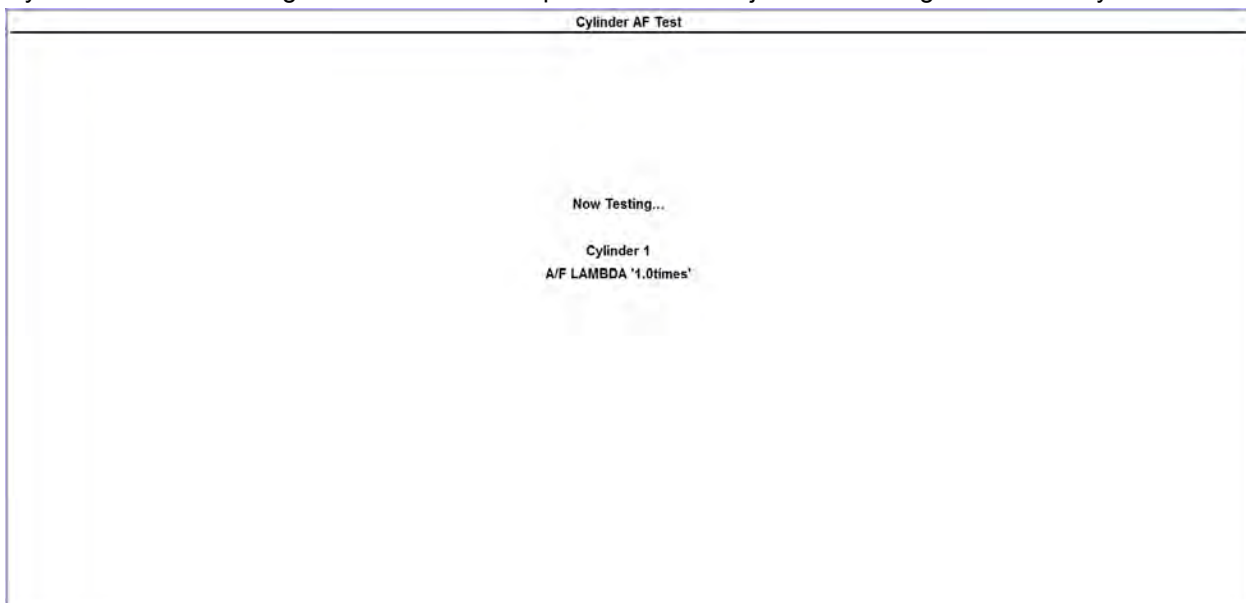 Cylinder AF Test
Now Testing...
Cylinder 1
A/F LAMBDA '1.0times'